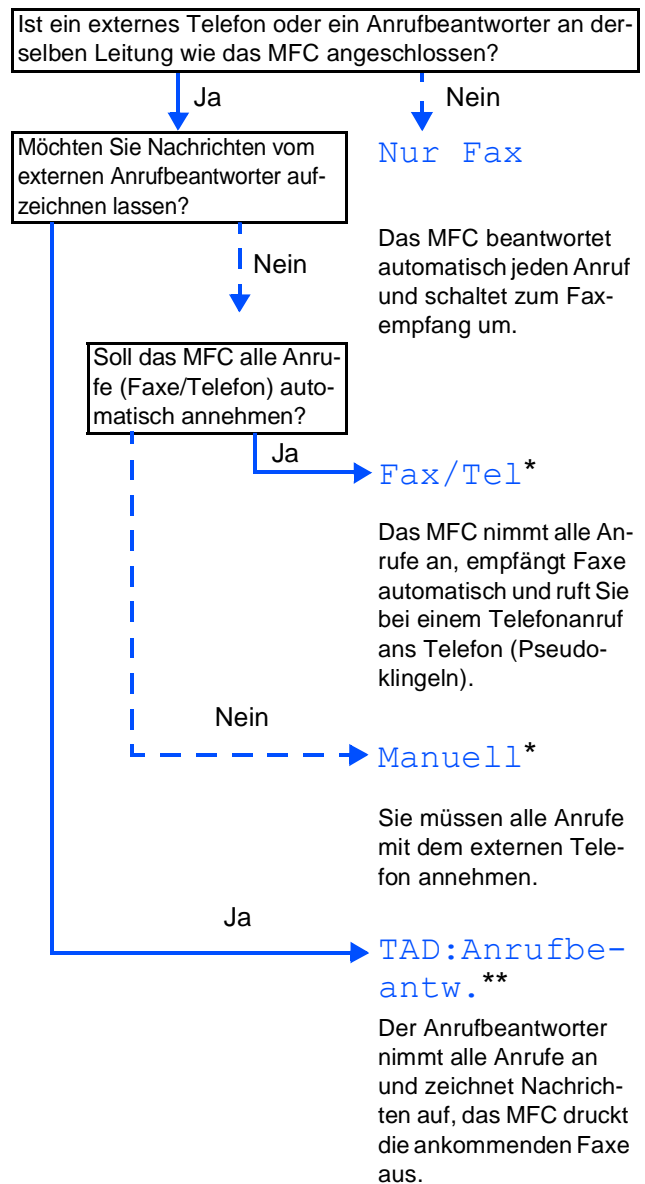 Ist ein externes Telefon oder ein Anrufbeantworter an der-
selben Leitung wie das MFC angeschlossen?
Ja
Nein
Möchten Sie Nachrichten vom
externen Anrufbeantworter auf-
zeichnen lassen?
Nur Fax
Das MFC beantwortet
automatisch jeden Anruf
und schaltet zum Fax-
empfang um.
Nein
Soll das MFC alle Anru-
fe (Faxe/Telefon) auto-
matisch annehmen?
Ja
Fax/Tel*
Das MFC nimmt alle An-
rufe an, empfängt Faxe
automatisch und ruft Sie
bei einem Telefonanruf
ans Telefon (Pseudo-
klingeln).
Nein
Manuell*
Sie müssen alle Anrufe
mit dem externen Tele-
fon annehmen.
Ja
TAD:Anrufbe-
antw.**
Der Anrufbeantworter
nimmt alle Anrufe an
und zeichnet Nachrich-
ten auf, das MFC druckt
die ankommenden Faxe
aus.